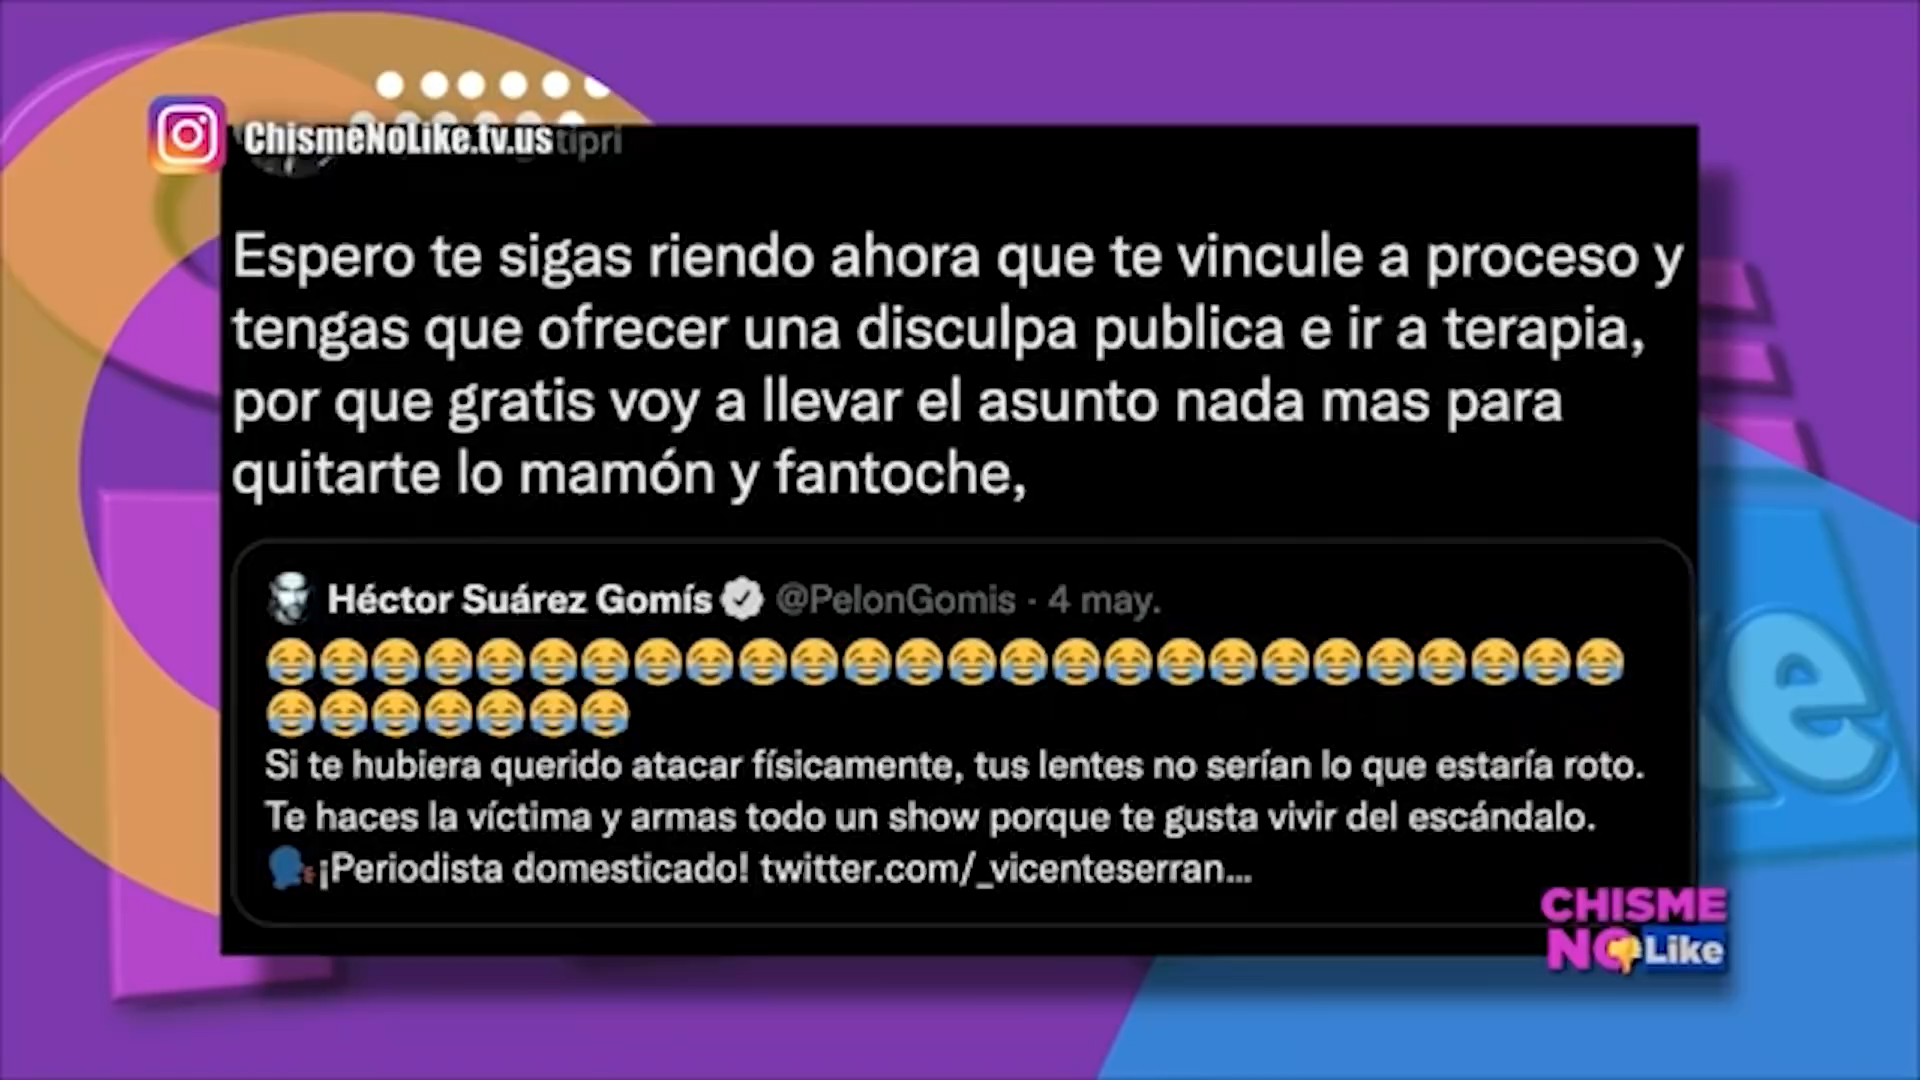 ChismeNoLike.tv.us
Espero te sigas riendo ahora que te vincule a proceso y
tengas que ofrecer una disculpa publica e ir a terapia,
por que gratis voy a llevar el asunto nada mas para
quitarte lo mamón y fantoche,
Héctor Suárez Gomís @PelonGomis · 4 may.
😂😂😂😂😂😂😂😂😂😂😂😂😂😂😂😂😂😂😂😂😂😂😂😂😂😂
😂😂😂😂😂😂😂
Si te hubiera querido atacar físicamente, tus lentes no serían lo que estaría roto.
Te haces la víctima y armas todo un show porque te gusta vivir del escándalo.
🗣¡Periodista domesticado! twitter.com/_vicenteserran...
CHISME
NO Like